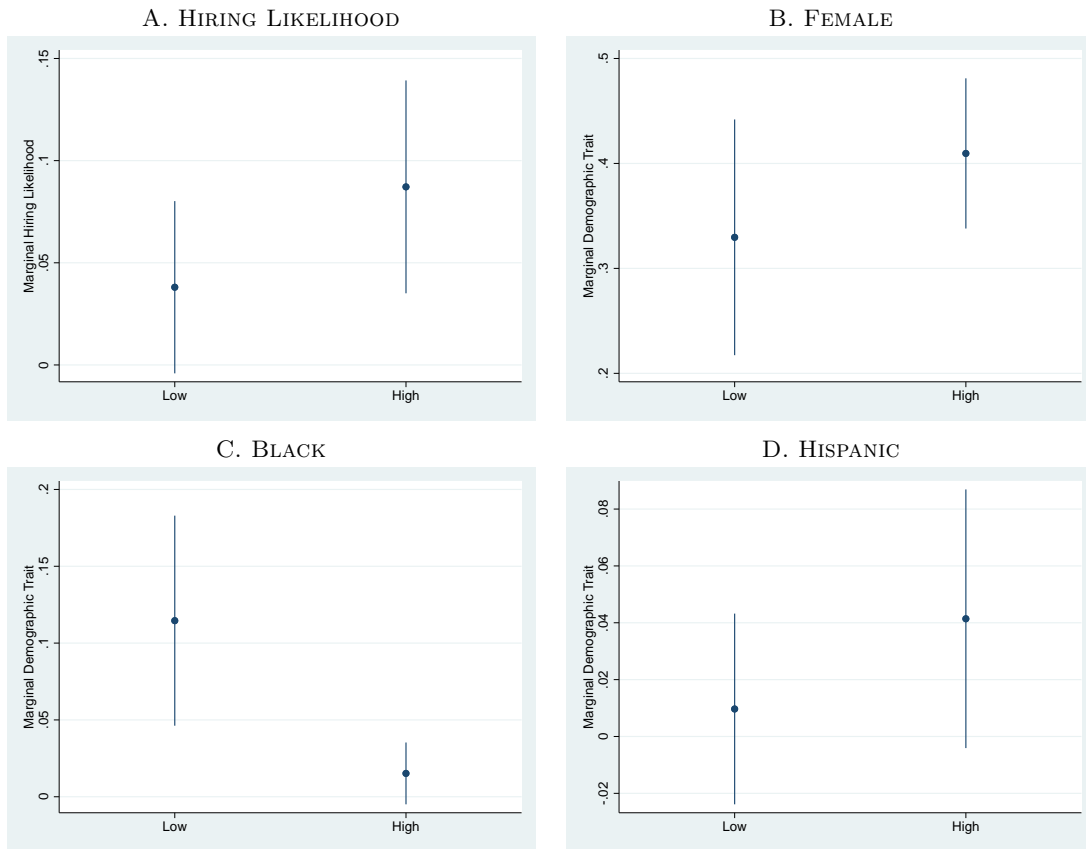 A. HIRING LIKELIHOOD
Marginal Hiring Likelihood
.15
.1
.05
0
Low High
B. FEMALE
Marginal Demographic Trait
.5
.4
.3
.2
Low High
C. BLACK
Marginal Demographic Trait
.2
.15
.1
.05
0
Low High
D. HISPANIC
Marginal Demographic Trait
.08
.06
.04
.02
0
-.02
Low High